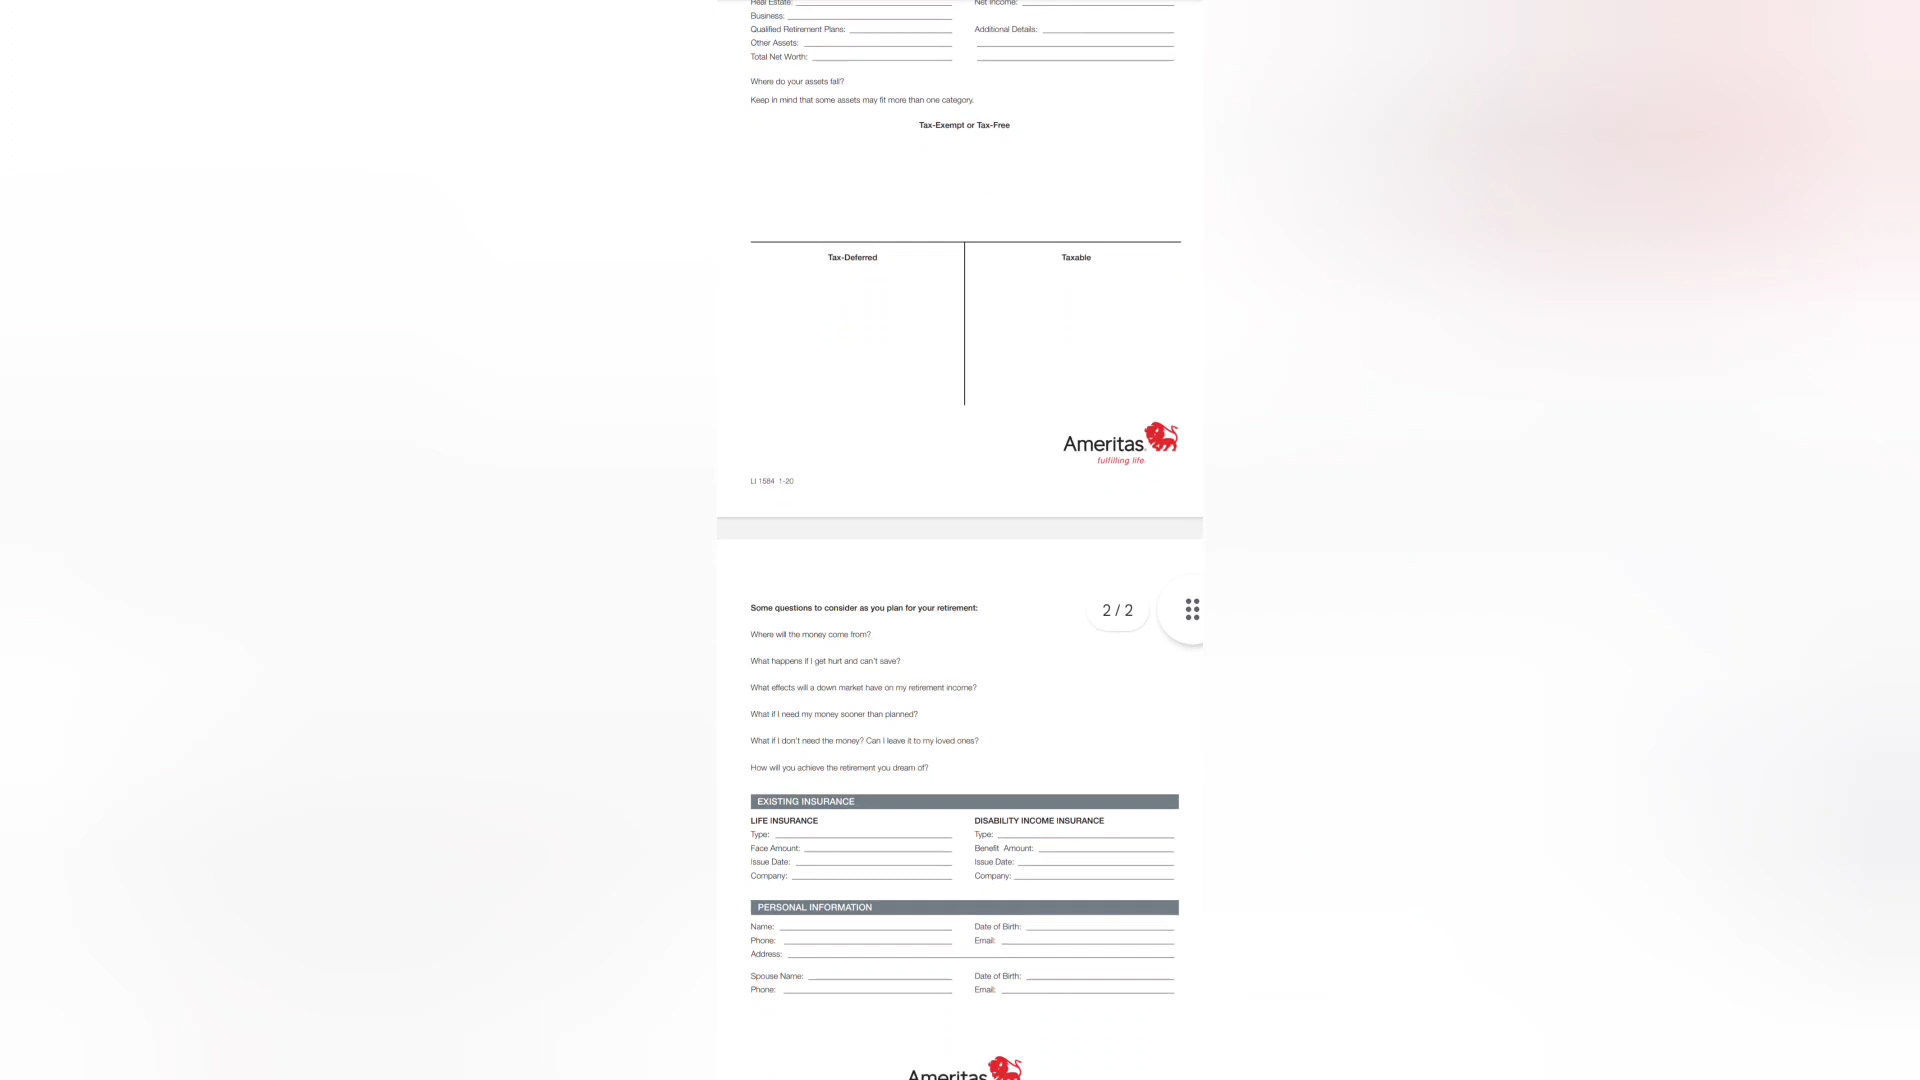 Real Estate: Net Income:
Business:
Qualified Retirement Plans: Additional Details:
Other Assets:
Total Net Worth:
Where do your assets fall?
Keep in mind that some assets may fit more than one category.
Tax-Exempt or Tax-Free
Tax-Deferred Taxable
Ameritas
fulfilling life.
LI 1584 1-20
Some questions to consider as you plan for your retirement:
2 / 2
Where will the money come from?
What happens if I get hurt and can't save?
What effects will a down market have on my retirement income?
What if I need my money sooner than planned?
What if I don't need the money? Can I leave it to my loved ones?
How will you achieve the retirement you dream of?
EXISTING INSURANCE
LIFE INSURANCE DISABILITY INCOME INSURANCE
Type: Type:
Face Amount: Benefit Amount:
Issue Date: Issue Date:
Company: Company:
PERSONAL INFORMATION
Name: Date of Birth:
Phone: Email:
Address:
Spouse Name: Date of Birth:
Phone: Email:
Ameritas